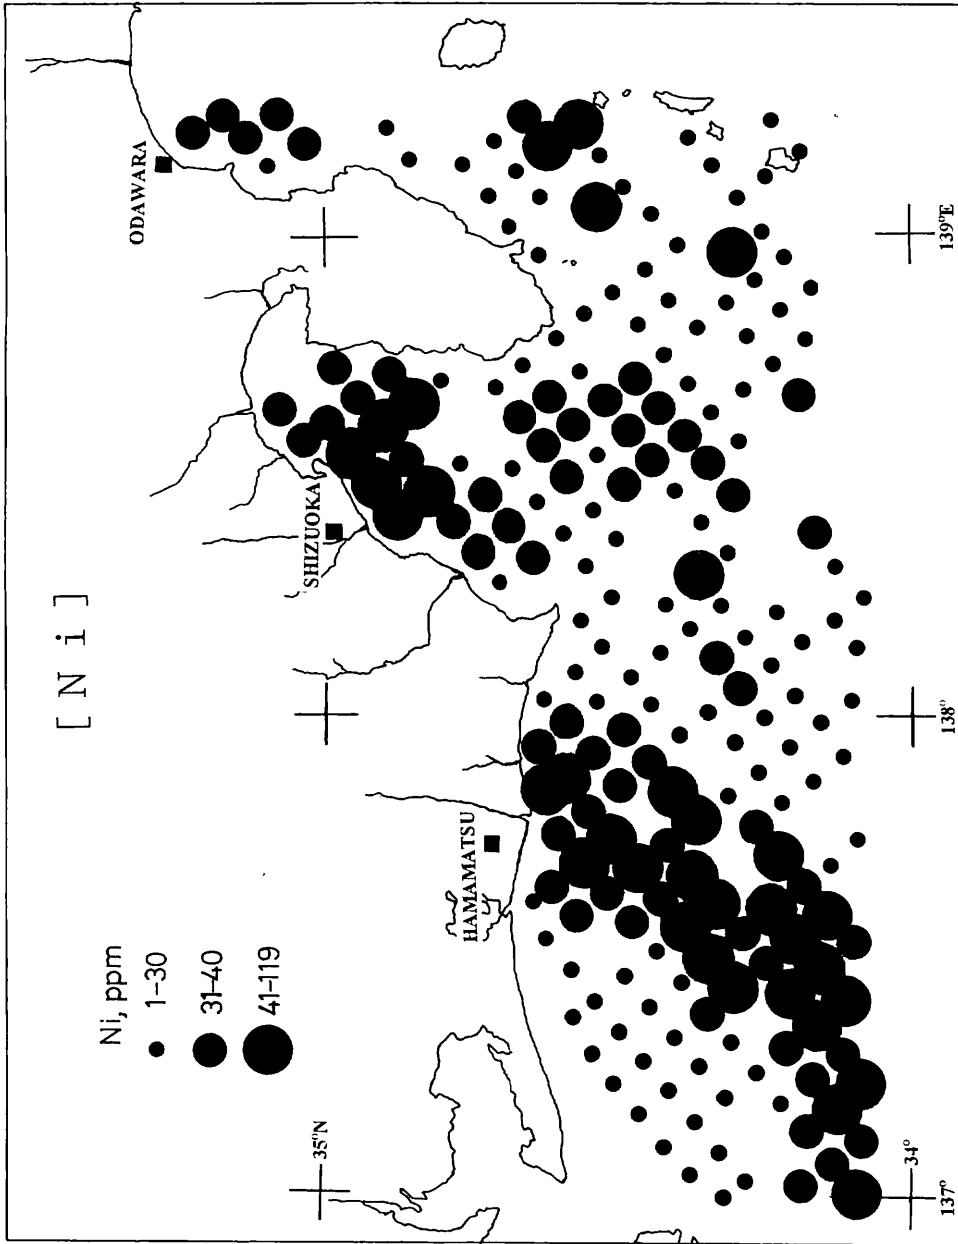 [ N i ]
Ni, ppm
1-30
31-40
41-119
ODAWARA
SHIZUOKA
HAMAMATSU
35°N
34°
137°
138°
139°E